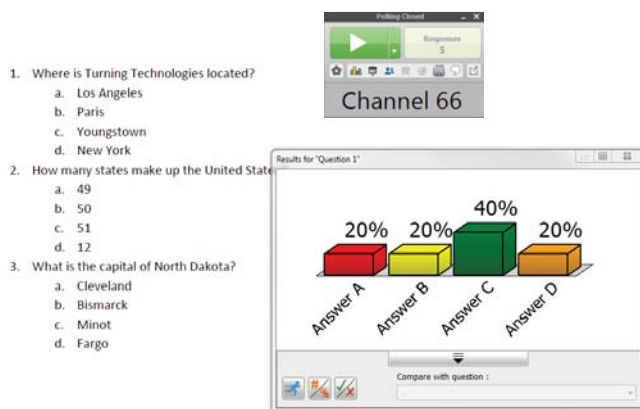 Polling Closed
Responses
5
Channel 66
1. Where is Turning Technologies located?
a. Los Angeles
b. Paris
c. Youngstown
d. New York
2. How many states make up the United State
a. 49
b. 50
c. 51
d. 12
3. What is the capital of North Dakota?
a. Cleveland
b. Bismarck
c. Minot
d. Fargo
Results for "Question 1"
20% 20% 40% 20%
Answer A Answer B Answer C Answer D
Compare with question :